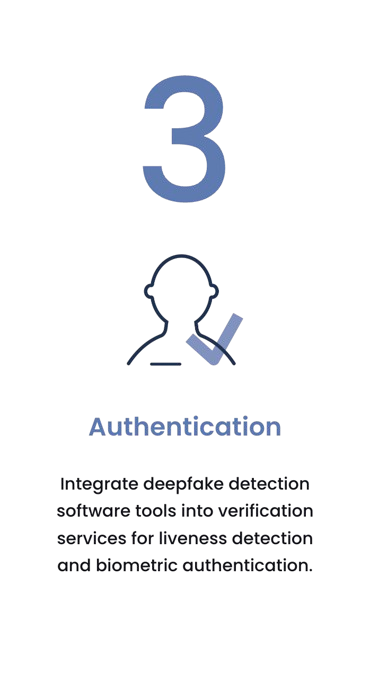 3
Authentication
Integrate deepfake detection
software tools into verification
services for liveness detection
and biometric authentication.